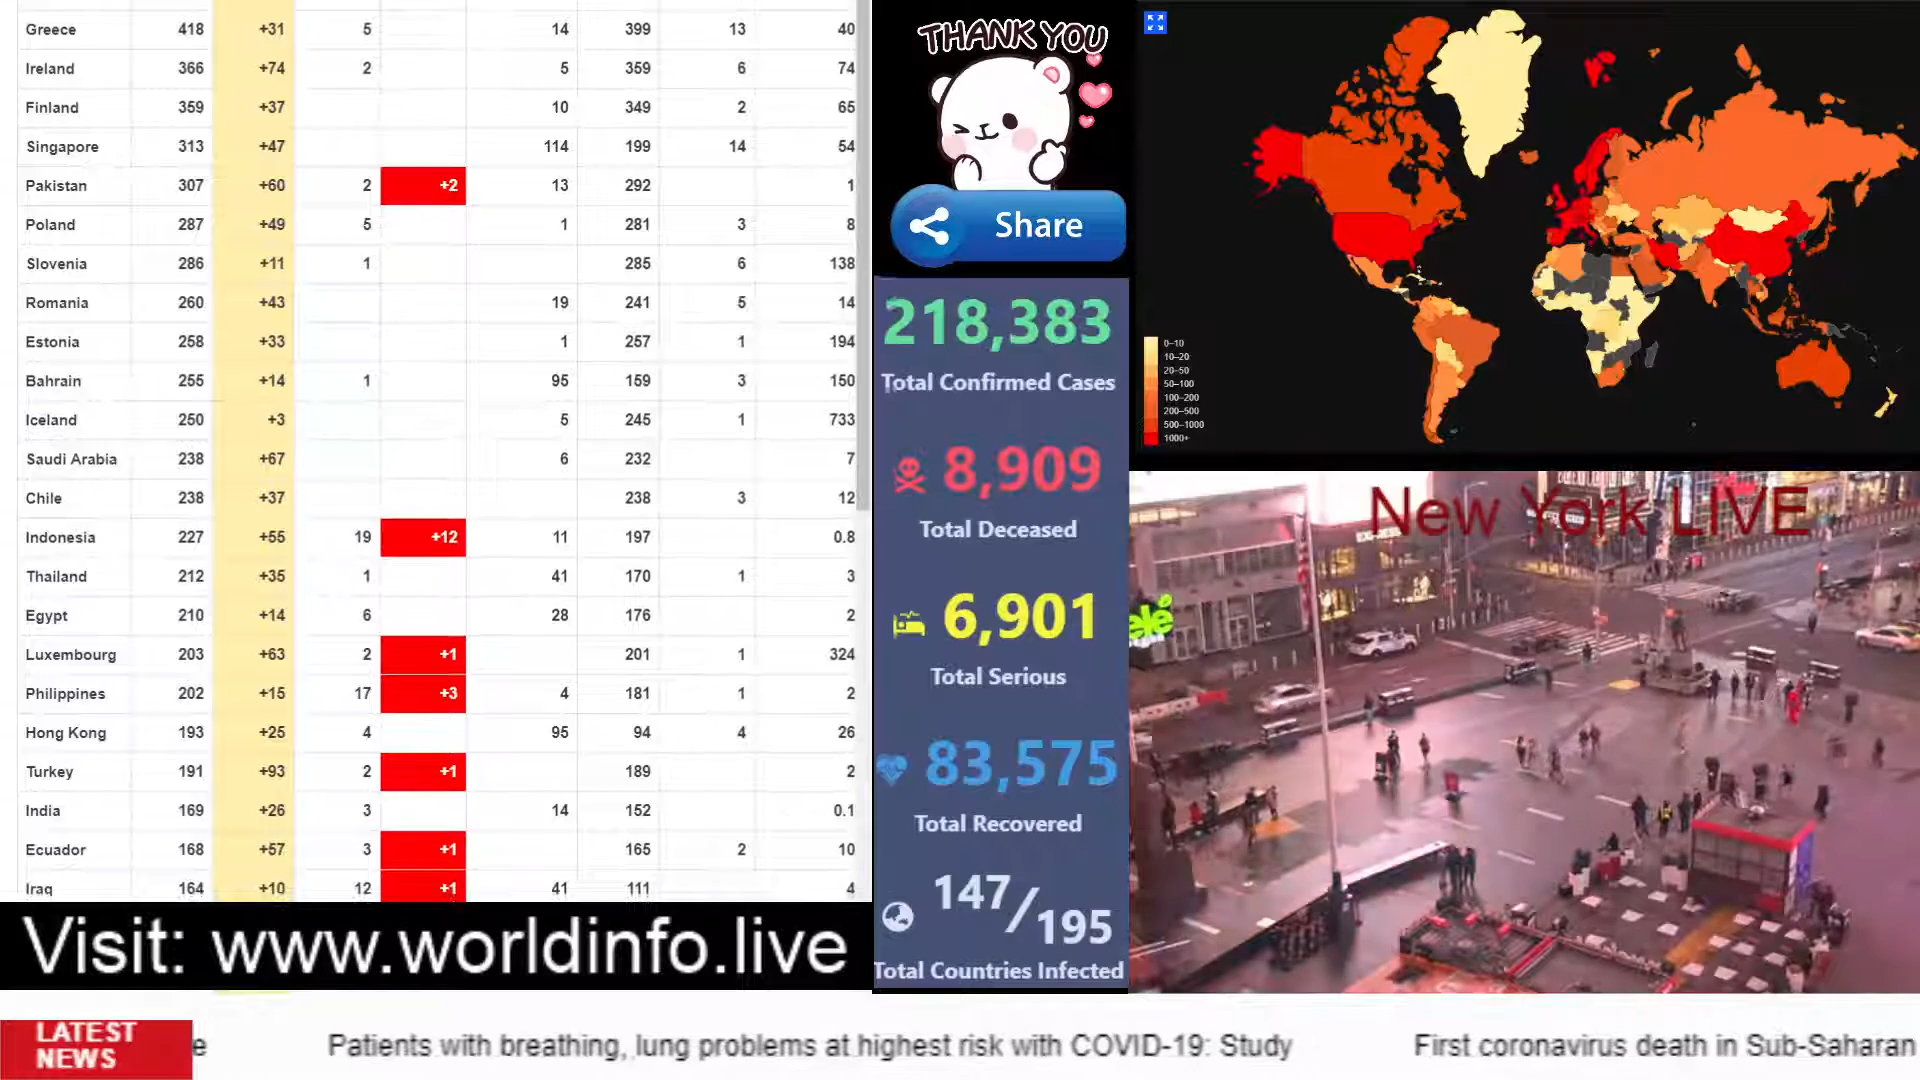 Greece 418 +31 5 14 399 13 40
Ireland 366 +74 2 5 359 6 74
Finland 359 +37 10 349 2 65
Singapore 313 +47 114 199 14 54
Pakistan 307 +60 2 +2 13 292 1
Poland 287 +49 5 1 281 3 8
Slovenia 286 +11 1 285 6 138
Romania 260 +43 19 241 5 14
Estonia 258 +33 1 257 1 194
Bahrain 255 +14 1 95 159 3 150
Iceland 250 +3 5 245 1 733
Saudi Arabia 238 +67 6 232 7
Chile 238 +37 238 3 12
Indonesia 227 +55 19 +12 11 197 0.8
Thailand 212 +35 1 41 170 1 3
Egypt 210 +14 6 28 176 2
Luxembourg 203 +63 2 +1 201 1 324
Philippines 202 +15 17 +3 4 181 1 2
Hong Kong 193 +25 4 95 94 4 26
Turkey 191 +93 2 +1 189 2
India 169 +26 3 14 152 0.1
Ecuador 168 +57 3 +1 165 2 10
Iraq 164 +10 12 +1 41 111 4
Visit: www.worldinfo.live
THANK YOU
Share
218,383
Total Confirmed Cases
8,909
Total Deceased
6,901
Total Serious
83,575
Total Recovered
147/195
Total Countries Infected
0–10
10–20
20–50
50–100
100–200
200–500
500–1000
1000+
New York LIVE
elé
LATEST
NEWS
e Patients with breathing, lung problems at highest risk with COVID-19: Study First coronavirus death in Sub-Saharan